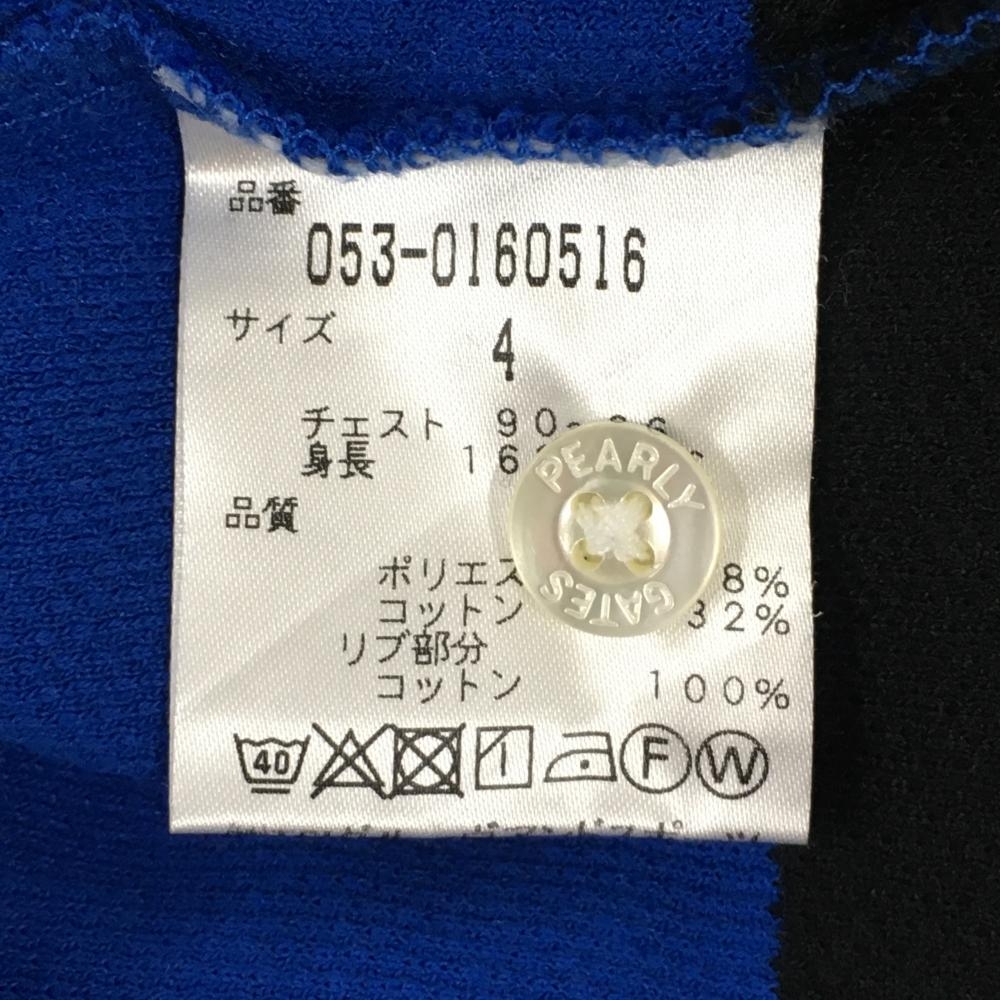 品番
053-0160516
サイズ
4
チェスト 90
身長 16
品質
PEARLY
GATES
ポリエス 8%
コットン 32%
リブ部分
コットン 100%
40 F W